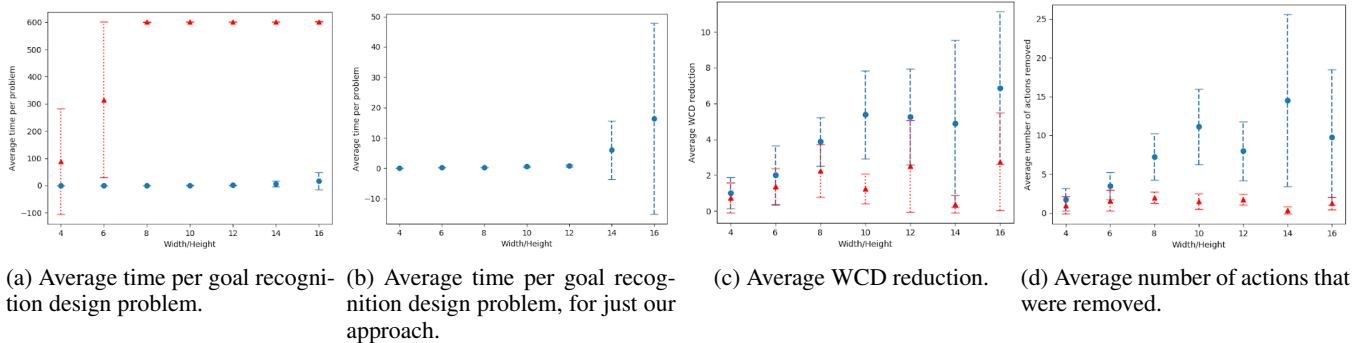 600
500
400
300
200
100
0
−100
Average time per problem
4 6 8 10 12 14 16
Width/Height
50
40
30
20
10
0
−10
Average time per problem
4 6 8 10 12 14 16
Width/Height
10
8
6
4
2
0
Average WCD reduction
4 6 8 10 12 14 16
Width/Height
25
20
15
10
5
0
Average number of actions removed
4 6 8 10 12 14 16
Width/Height
(a) Average time per goal recogni-
tion design problem.
(b) Average time per goal recog-
nition design problem, for just our
approach.
(c) Average WCD reduction.
(d) Average number of actions that
were removed.